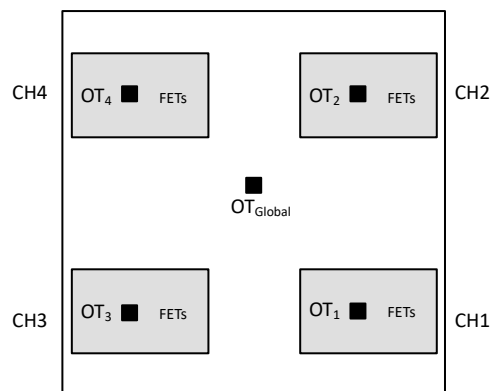 CH4 OT4 FETs OT2 FETs CH2
OTGlobal
CH3 OT3 FETs OT1 FETs CH1